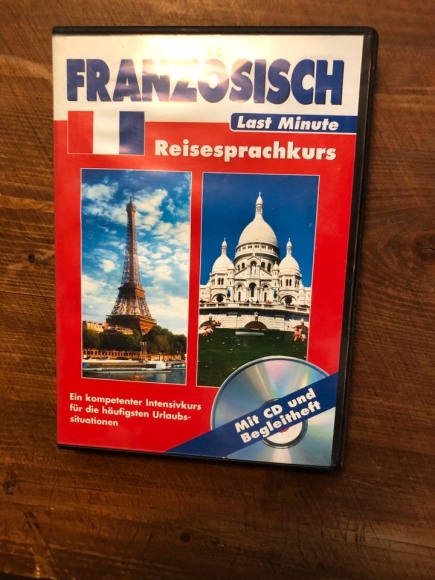 FRANZÖSISCH
Last Minute
Reisesprachkurs
Ein kompetenter Intensivkurs
für die häufigsten Urlaubs-
situationen
Mit CD und
Begleitheft